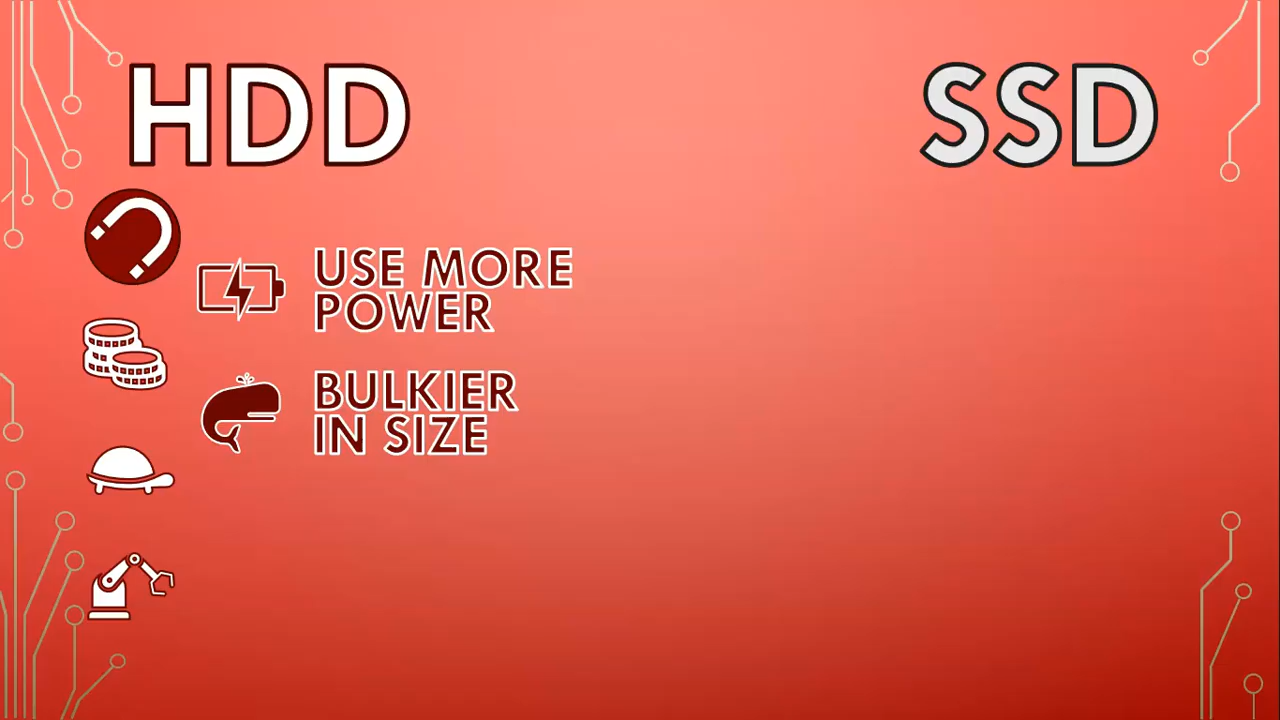 HDD
SSD
USE MORE
POWER
BULKIER
IN SIZE